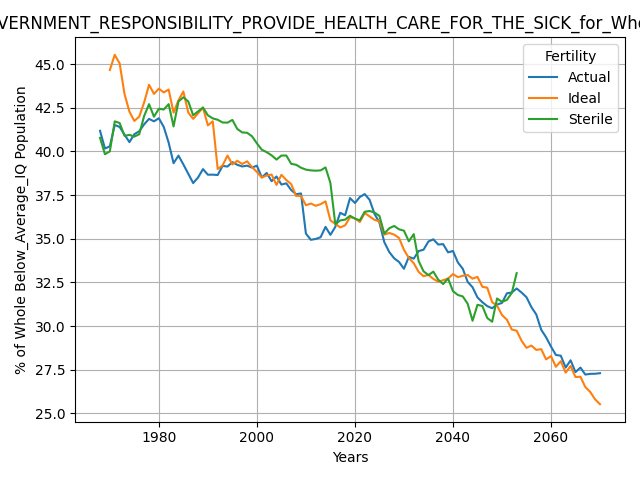 VERNMENT_RESPONSIBILITY_PROVIDE_HEALTH_CARE_FOR_THE_SICK_for_Who
Fertility
Actual
Ideal
Sterile
% of Whole Below_Average_IQ Population
45.0
42.5
40.0
37.5
35.0
32.5
30.0
27.5
25.0
1980
2000
2020
2040
2060
Years